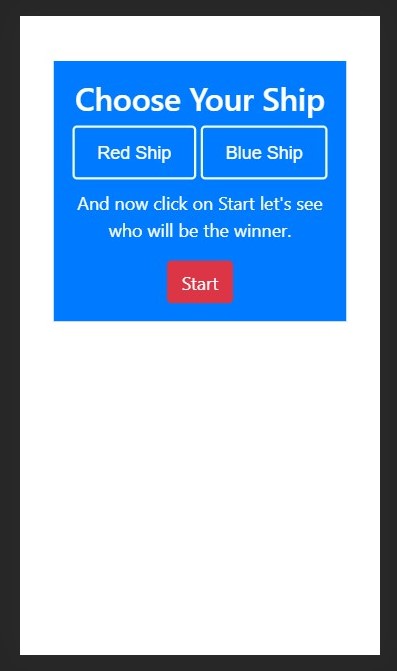 Choose Your Ship
Red Ship Blue Ship
And now click on Start let's see
who will be the winner.
Start